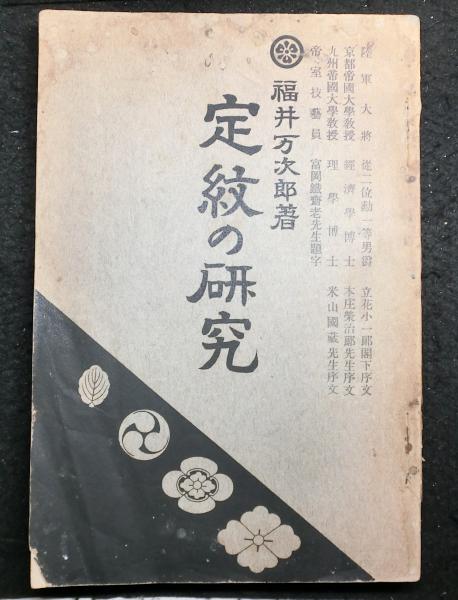 陸軍大將 從二位勳一等男爵 立花小一郞閣下序文
京都帝國大學敎授 經濟學博士 本庄榮治郞先生序文
九州帝國大學敎授 理學博士 米山國藏先生序文
帝室技藝員 富岡鐵齋老先生題字
福井万次郎著
定紋の研究